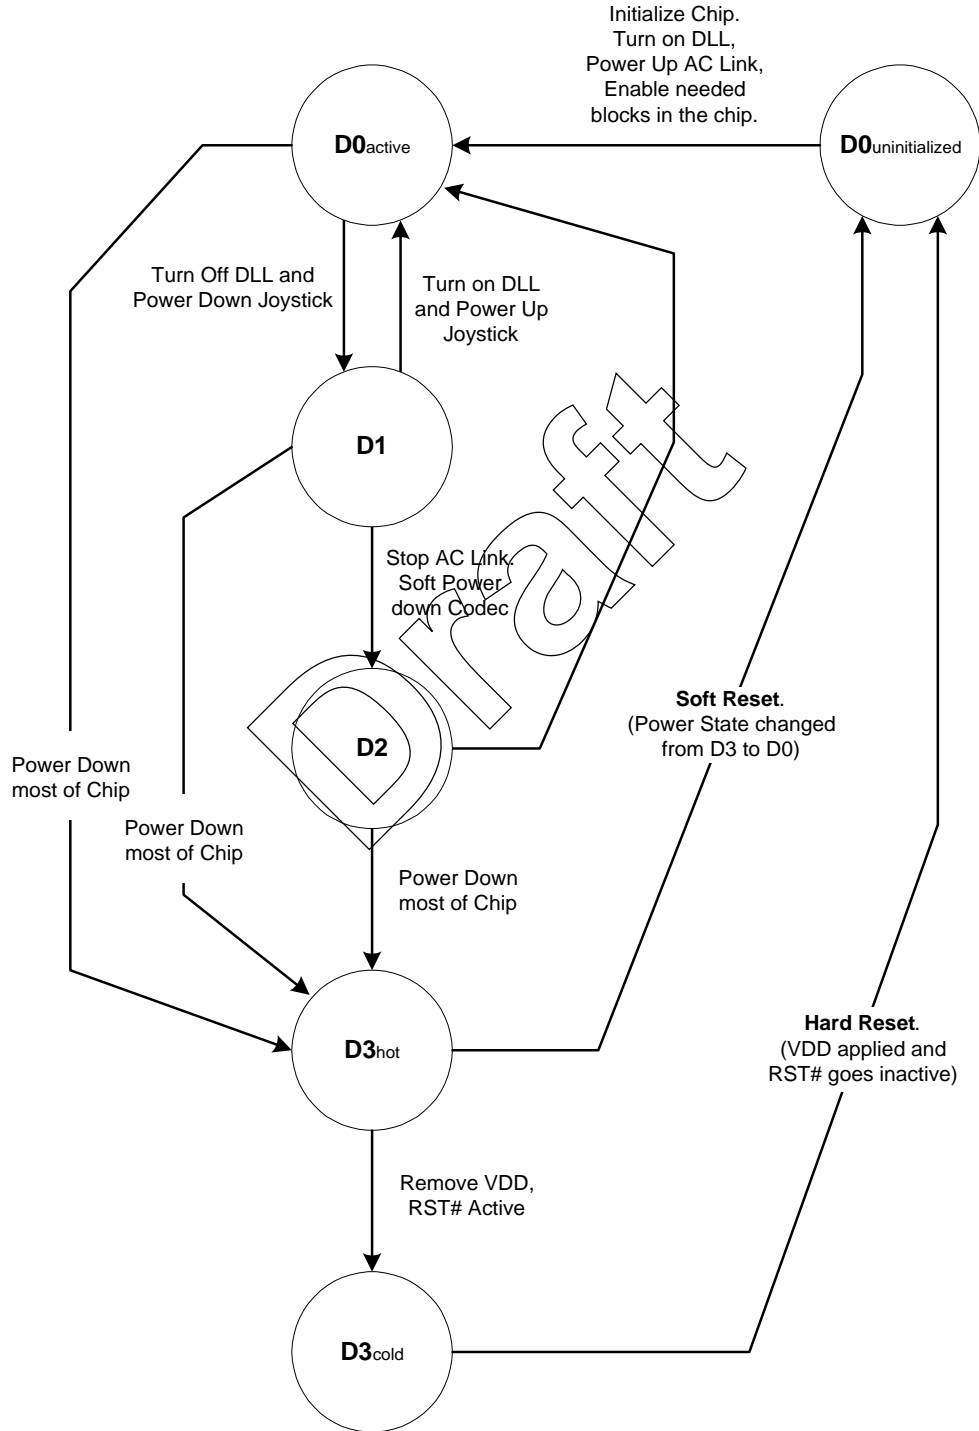 Initialize Chip.
Turn on DLL,
Power Up AC Link,
Enable needed
blocks in the chip.
D0active
D0uninitialized
Turn Off DLL and
Power Down Joystick
Turn on DLL
and Power Up
Joystick
D1
Stop AC Link.
Soft Power
down Codec
Draft
D2
Soft Reset.
(Power State changed
from D3 to D0)
Power Down
most of Chip
Power Down
most of Chip
Power Down
most of Chip
D3hot
Hard Reset.
(VDD applied and
RST# goes inactive)
Remove VDD,
RST# Active
D3cold